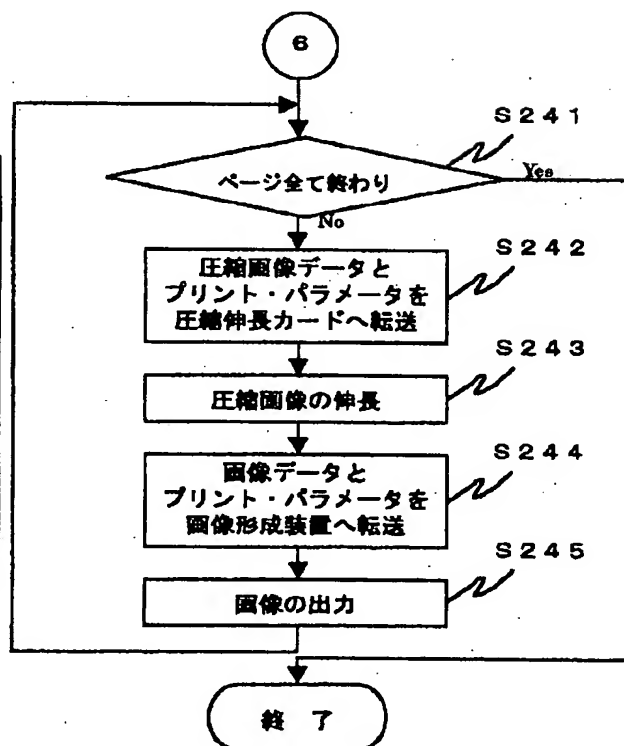 6
S241
ページ全て終わり
Yes
No
S242
圧縮画像データと
プリント・パラメータを
圧縮伸長カードへ転送
S243
圧縮画像の伸長
S244
画像データと
プリント・パラメータを
画像形成装置へ転送
S245
画像の出力
終 了